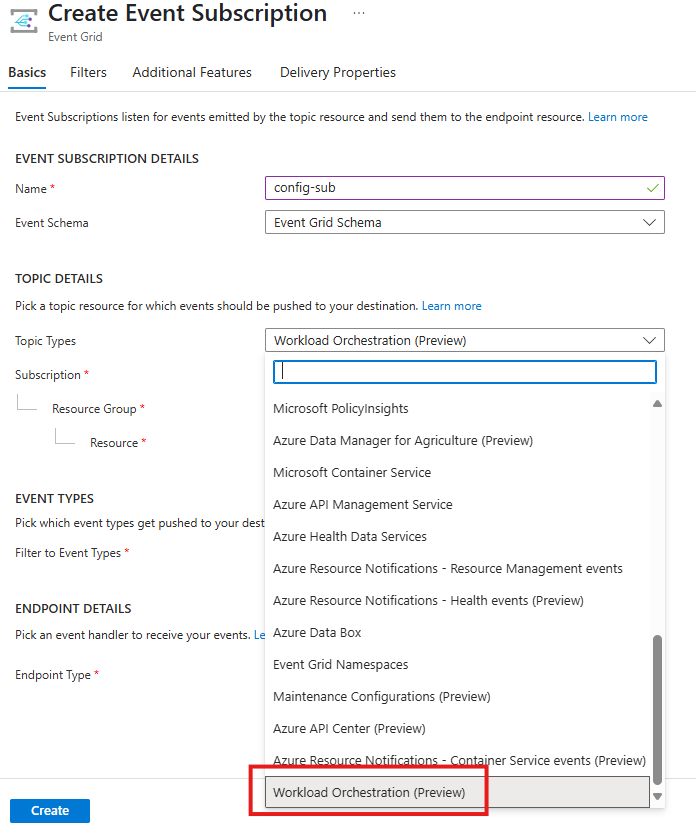 Create Event Subscription ...
Event Grid
Basics Filters Additional Features Delivery Properties
Event Subscriptions listen for events emitted by the topic resource and send them to the endpoint resource. Learn more
EVENT SUBSCRIPTION DETAILS
Name * config-sub
Event Schema Event Grid Schema
TOPIC DETAILS
Pick a topic resource for which events should be pushed to your destination. Learn more
Topic Types Workload Orchestration (Preview)
Subscription *
Microsoft PolicyInsights
Resource Group *
Azure Data Manager for Agriculture (Preview)
Resource *
Microsoft Container Service
EVENT TYPES
Azure API Management Service
Pick which event types get pushed to your dest
Azure Health Data Services
Filter to Event Types *
Azure Resource Notifications - Resource Management events
Azure Resource Notifications - Health events (Preview)
ENDPOINT DETAILS
Azure Data Box
Pick an event handler to receive your events. Le
Event Grid Namespaces
Endpoint Type *
Maintenance Configurations (Preview)
Azure API Center (Preview)
Azure Resource Notifications - Container Service events (Preview)
Workload Orchestration (Preview)
Create